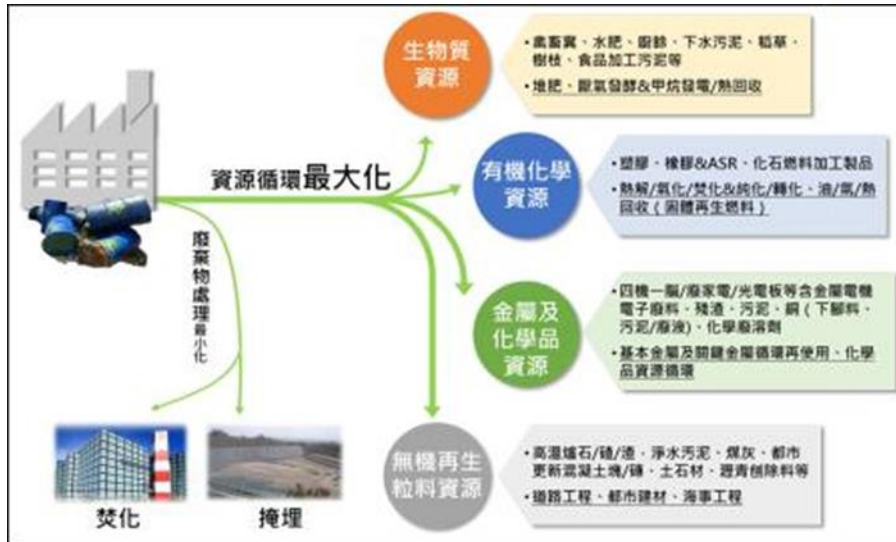 生物質
資源
• 禽畜糞、水肥、廚餘、下水污泥、稻草、
樹枝、食品加工污泥等
• 堆肥、厭氧發酵&甲烷發電/熱回收
資源循環最大化
有機化學
資源
• 塑膠、橡膠&ASR、化石燃料加工製品
• 熱解/氣化/焚化&純化/轉化、油/氣/熱
回收(固體再生燃料)
廢棄物處理最小化
金屬及
化學品
資源
• 四機一腦/廢家電/光電板等含金屬電機
電子廢料、殘渣、污泥、銅(下腳料、
污泥/廢液)、化學廢溶劑
• 基本金屬及關鍵金屬循環再使用、化學
品資源循環
無機再生
粒料資源
• 高溫爐石/碴/渣、淨水污泥、煤灰、都市
更新混凝土塊/磚、土石材、瀝青刨除料等
• 道路工程、都市建材、海事工程
焚化
掩埋